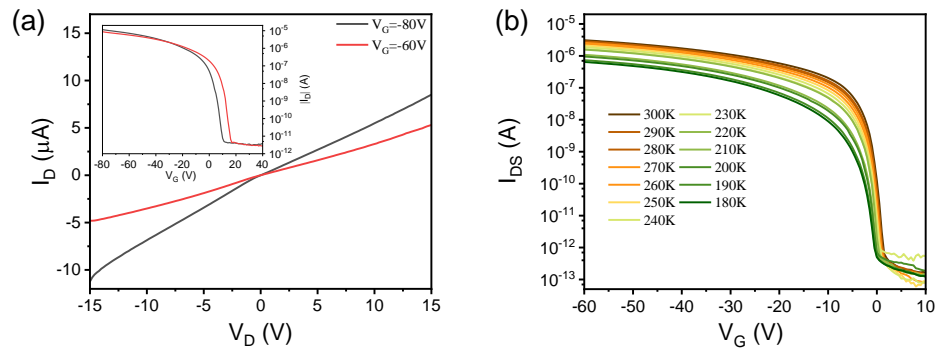 (a)
15
10
5
0
-5
-10
I_D (μA)
-15
-10
-5
0
5
10
15
V_D (V)
V_G=-80V
V_G=-60V
10^-5
10^-6
10^-7
10^-8
10^-9
10^-10
10^-11
10^-12
|I_D| (A)
-80
-60
-40
-20
0
20
40
V_G (V)
(b)
10^-5
10^-6
10^-7
10^-8
10^-9
10^-10
10^-11
10^-12
10^-13
I_DS (A)
300K 230K
290K 220K
280K 210K
270K 200K
260K 190K
250K 180K
240K
-60
-50
-40
-30
-20
-10
0
10
V_G (V)